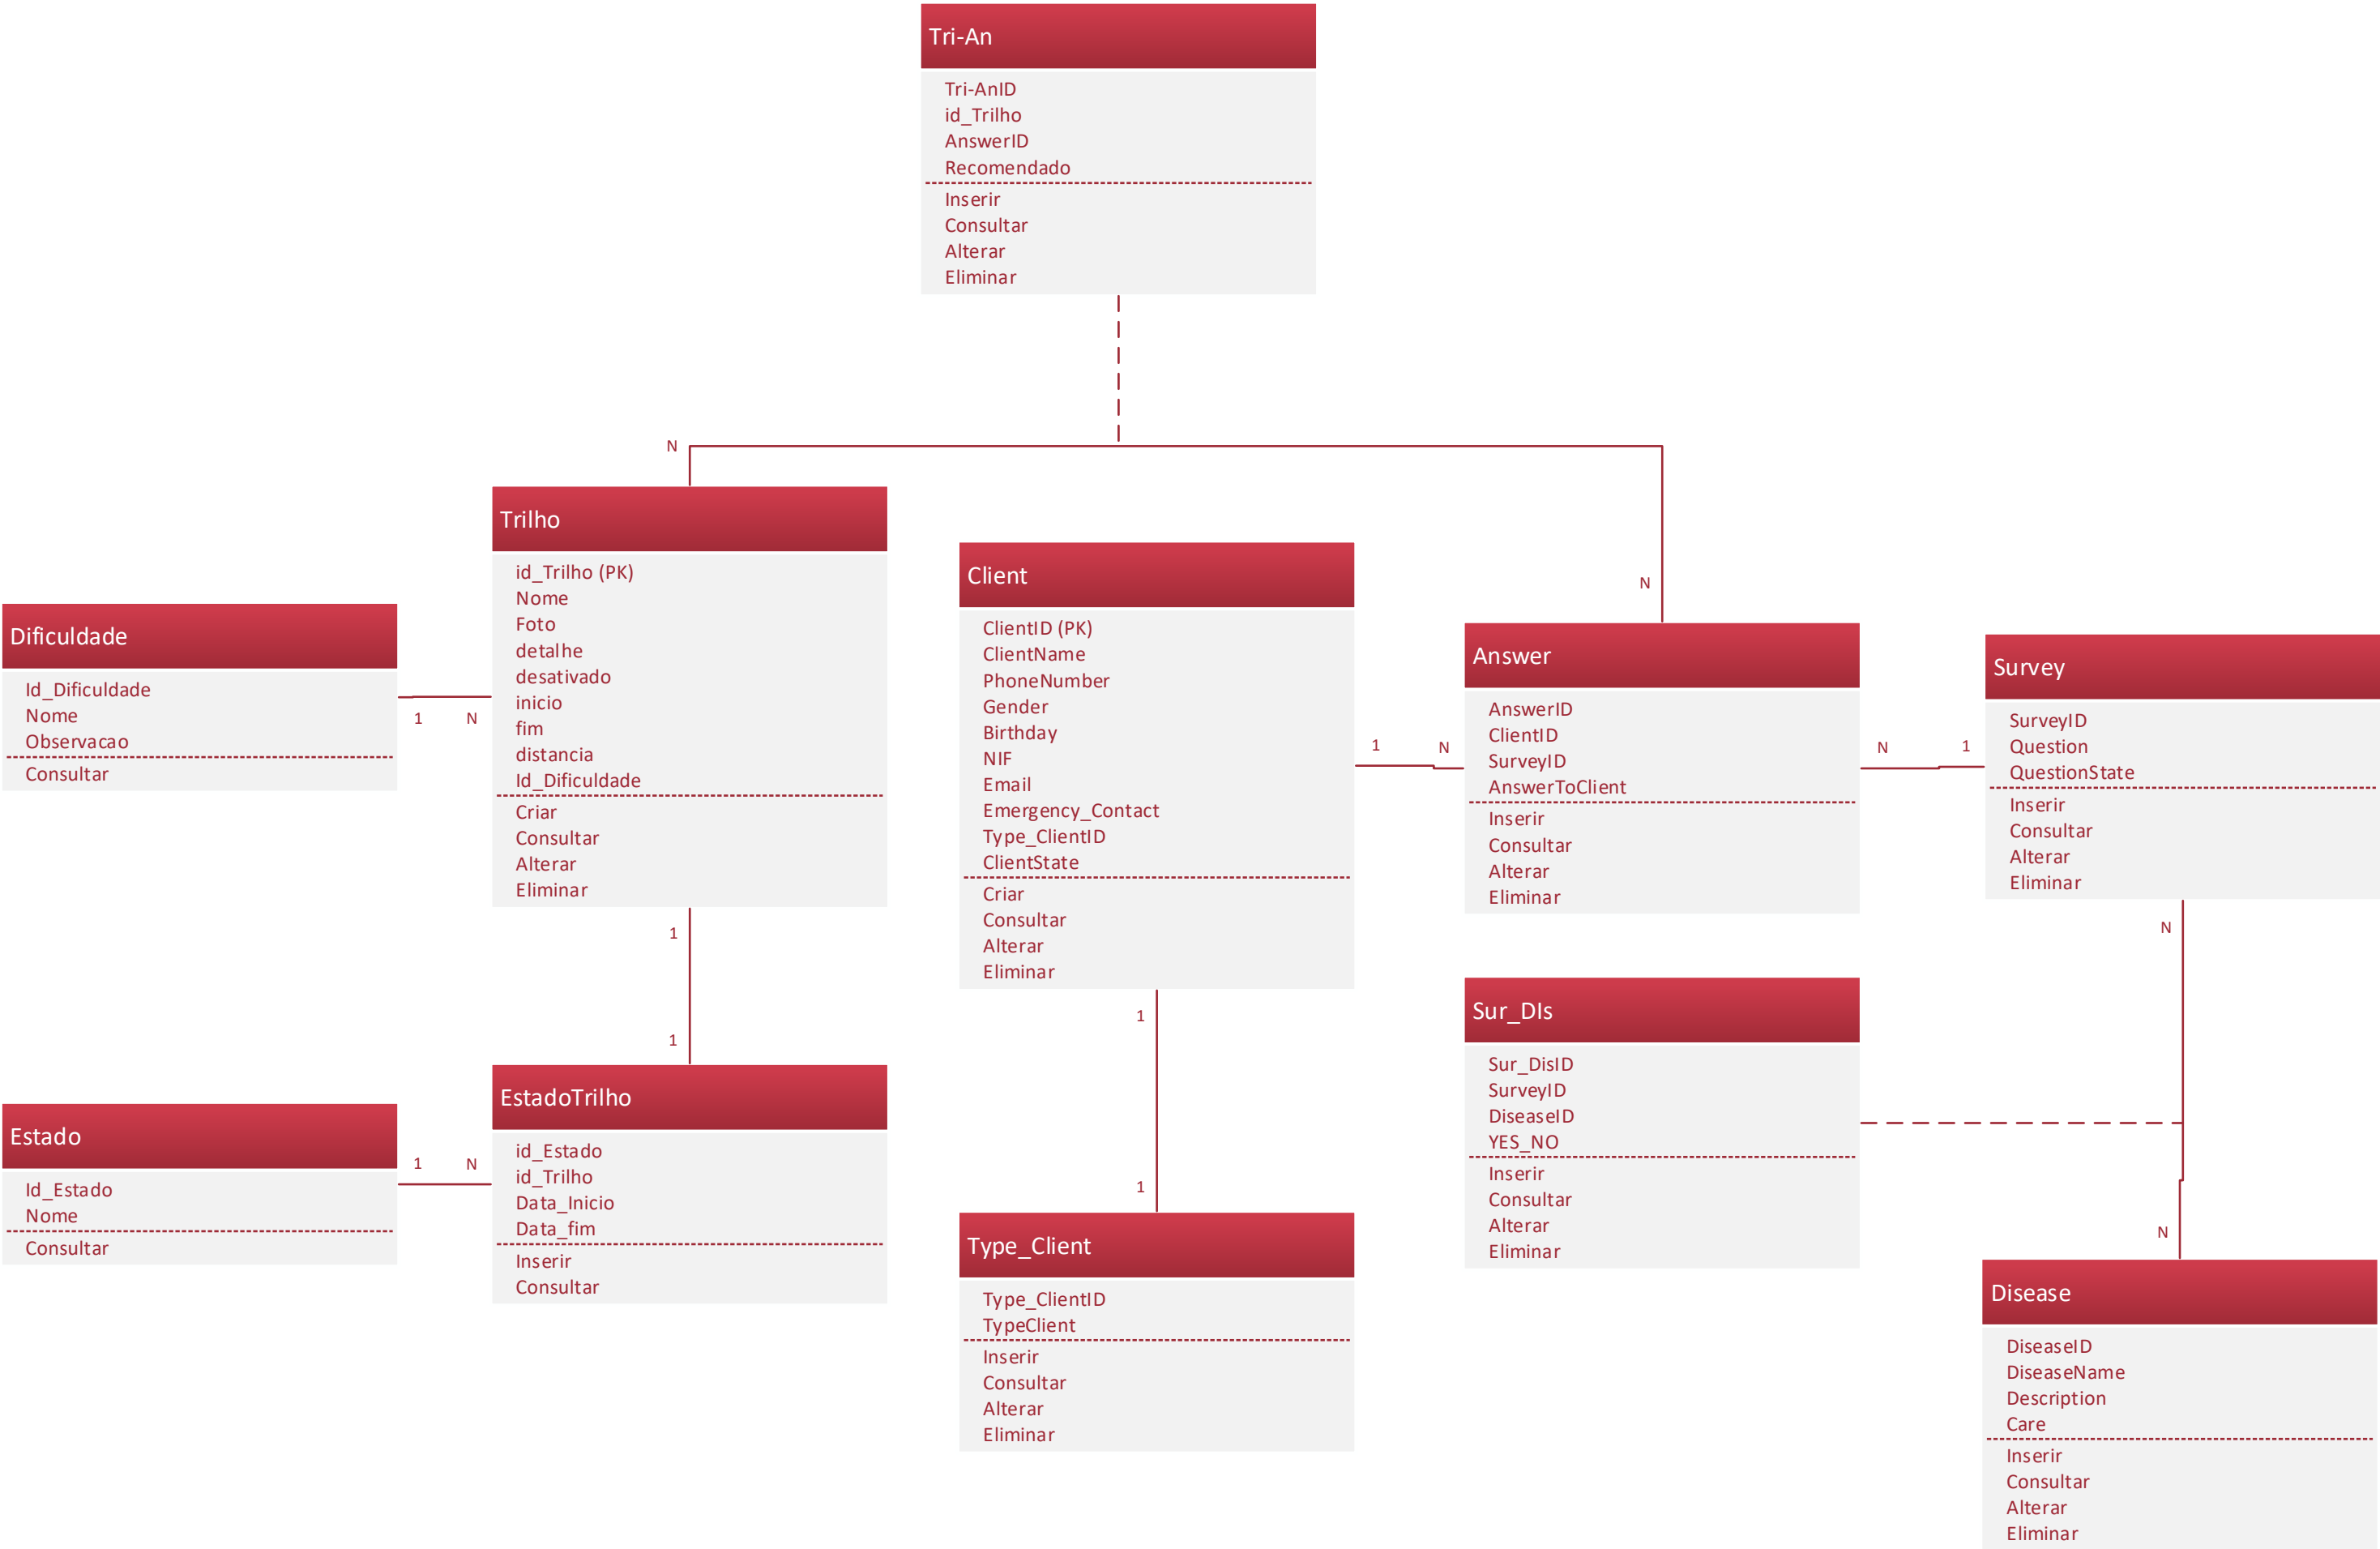 Tri-An
Tri-AnID
id_Trilho
AnswerID
Recomendado
Inserir
Consultar
Alterar
Eliminar
N
N
Trilho
id_Trilho (PK)
Nome
Foto
detalhe
desativado
inicio
fim
distancia
Id_Dificuldade
Criar
Consultar
Alterar
Eliminar
Dificuldade
Id_Dificuldade
Nome
Observacao
Consultar
1
N
Client
ClientID (PK)
ClientName
PhoneNumber
Gender
Birthday
NIF
Email
Emergency_Contact
Type_ClientID
ClientState
Criar
Consultar
Alterar
Eliminar
1
N
Answer
AnswerID
ClientID
SurveyID
AnswerToClient
Inserir
Consultar
Alterar
Eliminar
N
1
Survey
SurveyID
Question
QuestionState
Inserir
Consultar
Alterar
Eliminar
1
1
1
1
N
N
Estado
Id_Estado
Nome
Consultar
1
N
EstadoTrilho
id_Estado
id_Trilho
Data_Inicio
Data_fim
Inserir
Consultar
Type_Client
Type_ClientID
TypeClient
Inserir
Consultar
Alterar
Eliminar
Sur_DIs
Sur_DisID
SurveyID
DiseaseID
YES_NO
Inserir
Consultar
Alterar
Eliminar
Disease
DiseaseID
DiseaseName
Description
Care
Inserir
Consultar
Alterar
Eliminar